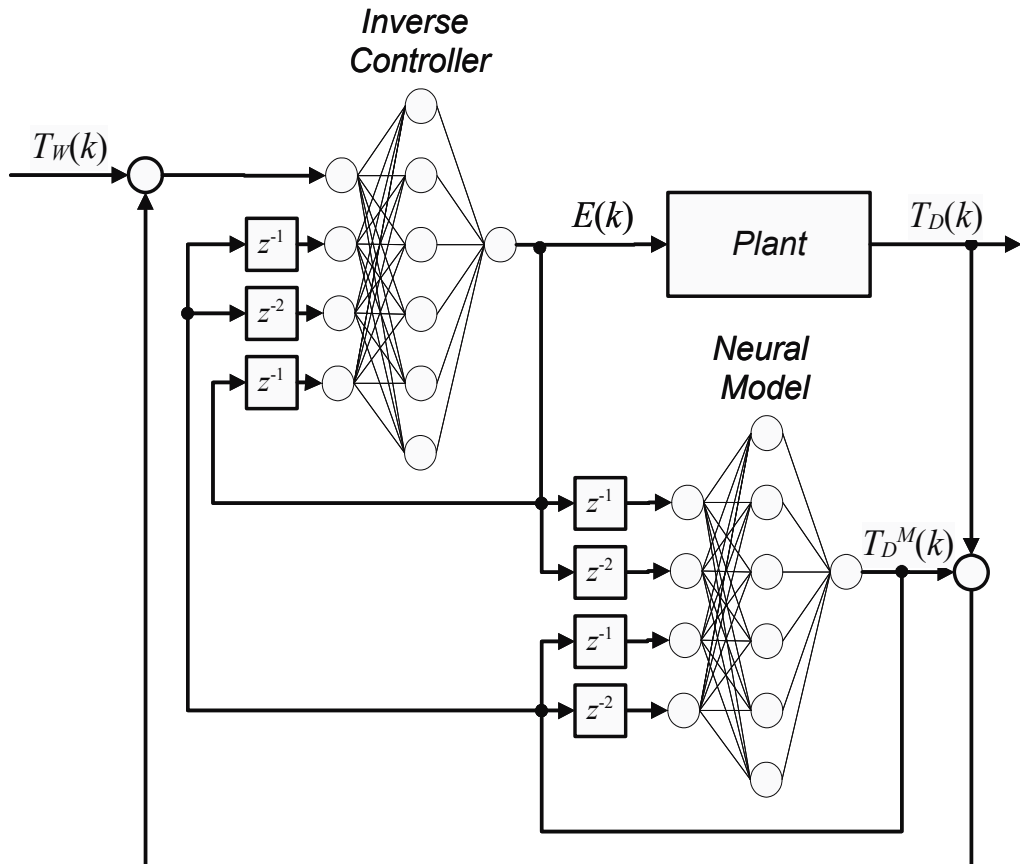 Inverse
Controller
T_W(k)
z^-1
z^-2
z^-1
E(k)
Plant
T_D(k)
Neural
Model
z^-1
z^-2
z^-1
z^-2
T_D^M(k)